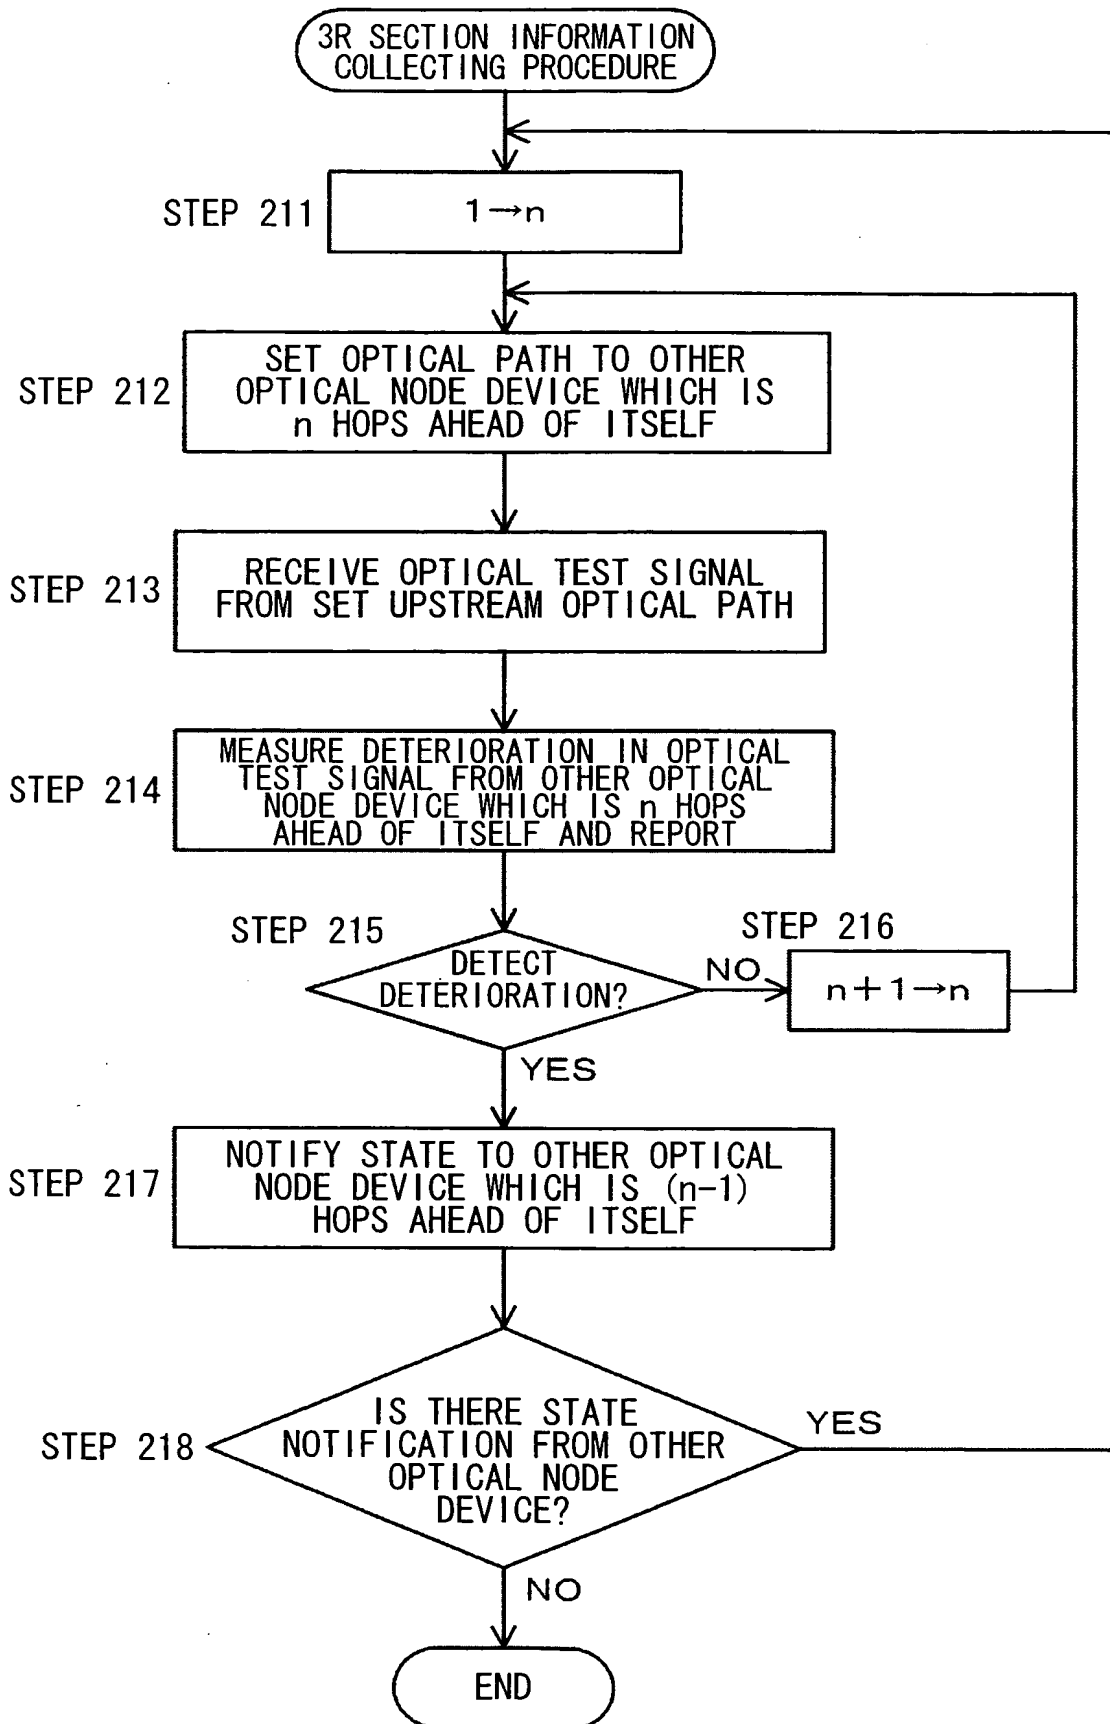 3R SECTION INFORMATION
COLLECTING PROCEDURE
STEP 211
1→n
STEP 212
SET OPTICAL PATH TO OTHER
OPTICAL NODE DEVICE WHICH IS
n HOPS AHEAD OF ITSELF
STEP 213
RECEIVE OPTICAL TEST SIGNAL
FROM SET UPSTREAM OPTICAL PATH
STEP 214
MEASURE DETERIORATION IN OPTICAL
TEST SIGNAL FROM OTHER OPTICAL
NODE DEVICE WHICH IS n HOPS
AHEAD OF ITSELF AND REPORT
STEP 215
DETECT
DETERIORATION?
NO
STEP 216
n+1→n
YES
STEP 217
NOTIFY STATE TO OTHER OPTICAL
NODE DEVICE WHICH IS (n-1)
HOPS AHEAD OF ITSELF
STEP 218
IS THERE STATE
NOTIFICATION FROM OTHER
OPTICAL NODE
DEVICE?
YES
NO
END